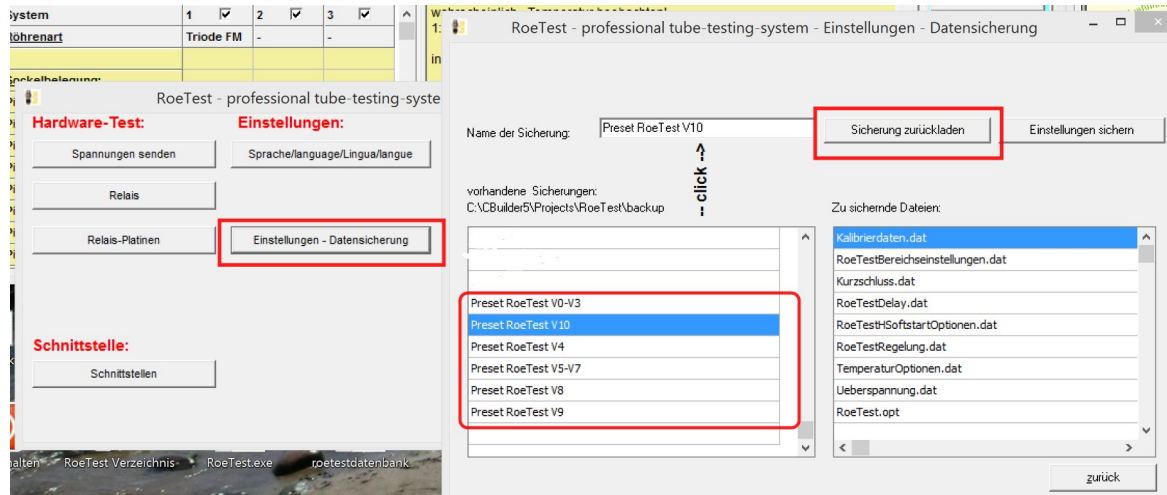 System 1 2 3
Röhrenart Triode FM - -
Sockelbelegung:
RoeTest - professional tube-testing-syste
Hardware-Test: Einstellungen:
Spannungen senden Sprache/language/Lingua/langue
Relais
Relais-Platinen Einstellungen - Datensicherung
Schnittstelle:
Schnittstellen
RoeTest Verzeichnis- RoeTest.exe roetestdatenbank
RoeTest - professional tube-testing-system - Einstellungen - Datensicherung
Name der Sicherung: Preset RoeTest V10 Sicherung zurückladen Einstellungen sichern
-- click -->
vorhandene Sicherungen:
C:\CBuilder5\Projects\RoeTest\backup
Zu sichernde Dateien:
Preset RoeTest V0-V3
Preset RoeTest V10
Preset RoeTest V4
Preset RoeTest V5-V7
Preset RoeTest V8
Preset RoeTest V9
Kalibrierdaten.dat
RoeTestBereichseinstellungen.dat
Kurzschluss.dat
RoeTestDelay.dat
RoeTestHSoftstartOptionen.dat
RoeTestRegelung.dat
TemperaturOptionen.dat
Ueberspannung.dat
RoeTest.opt
zurück